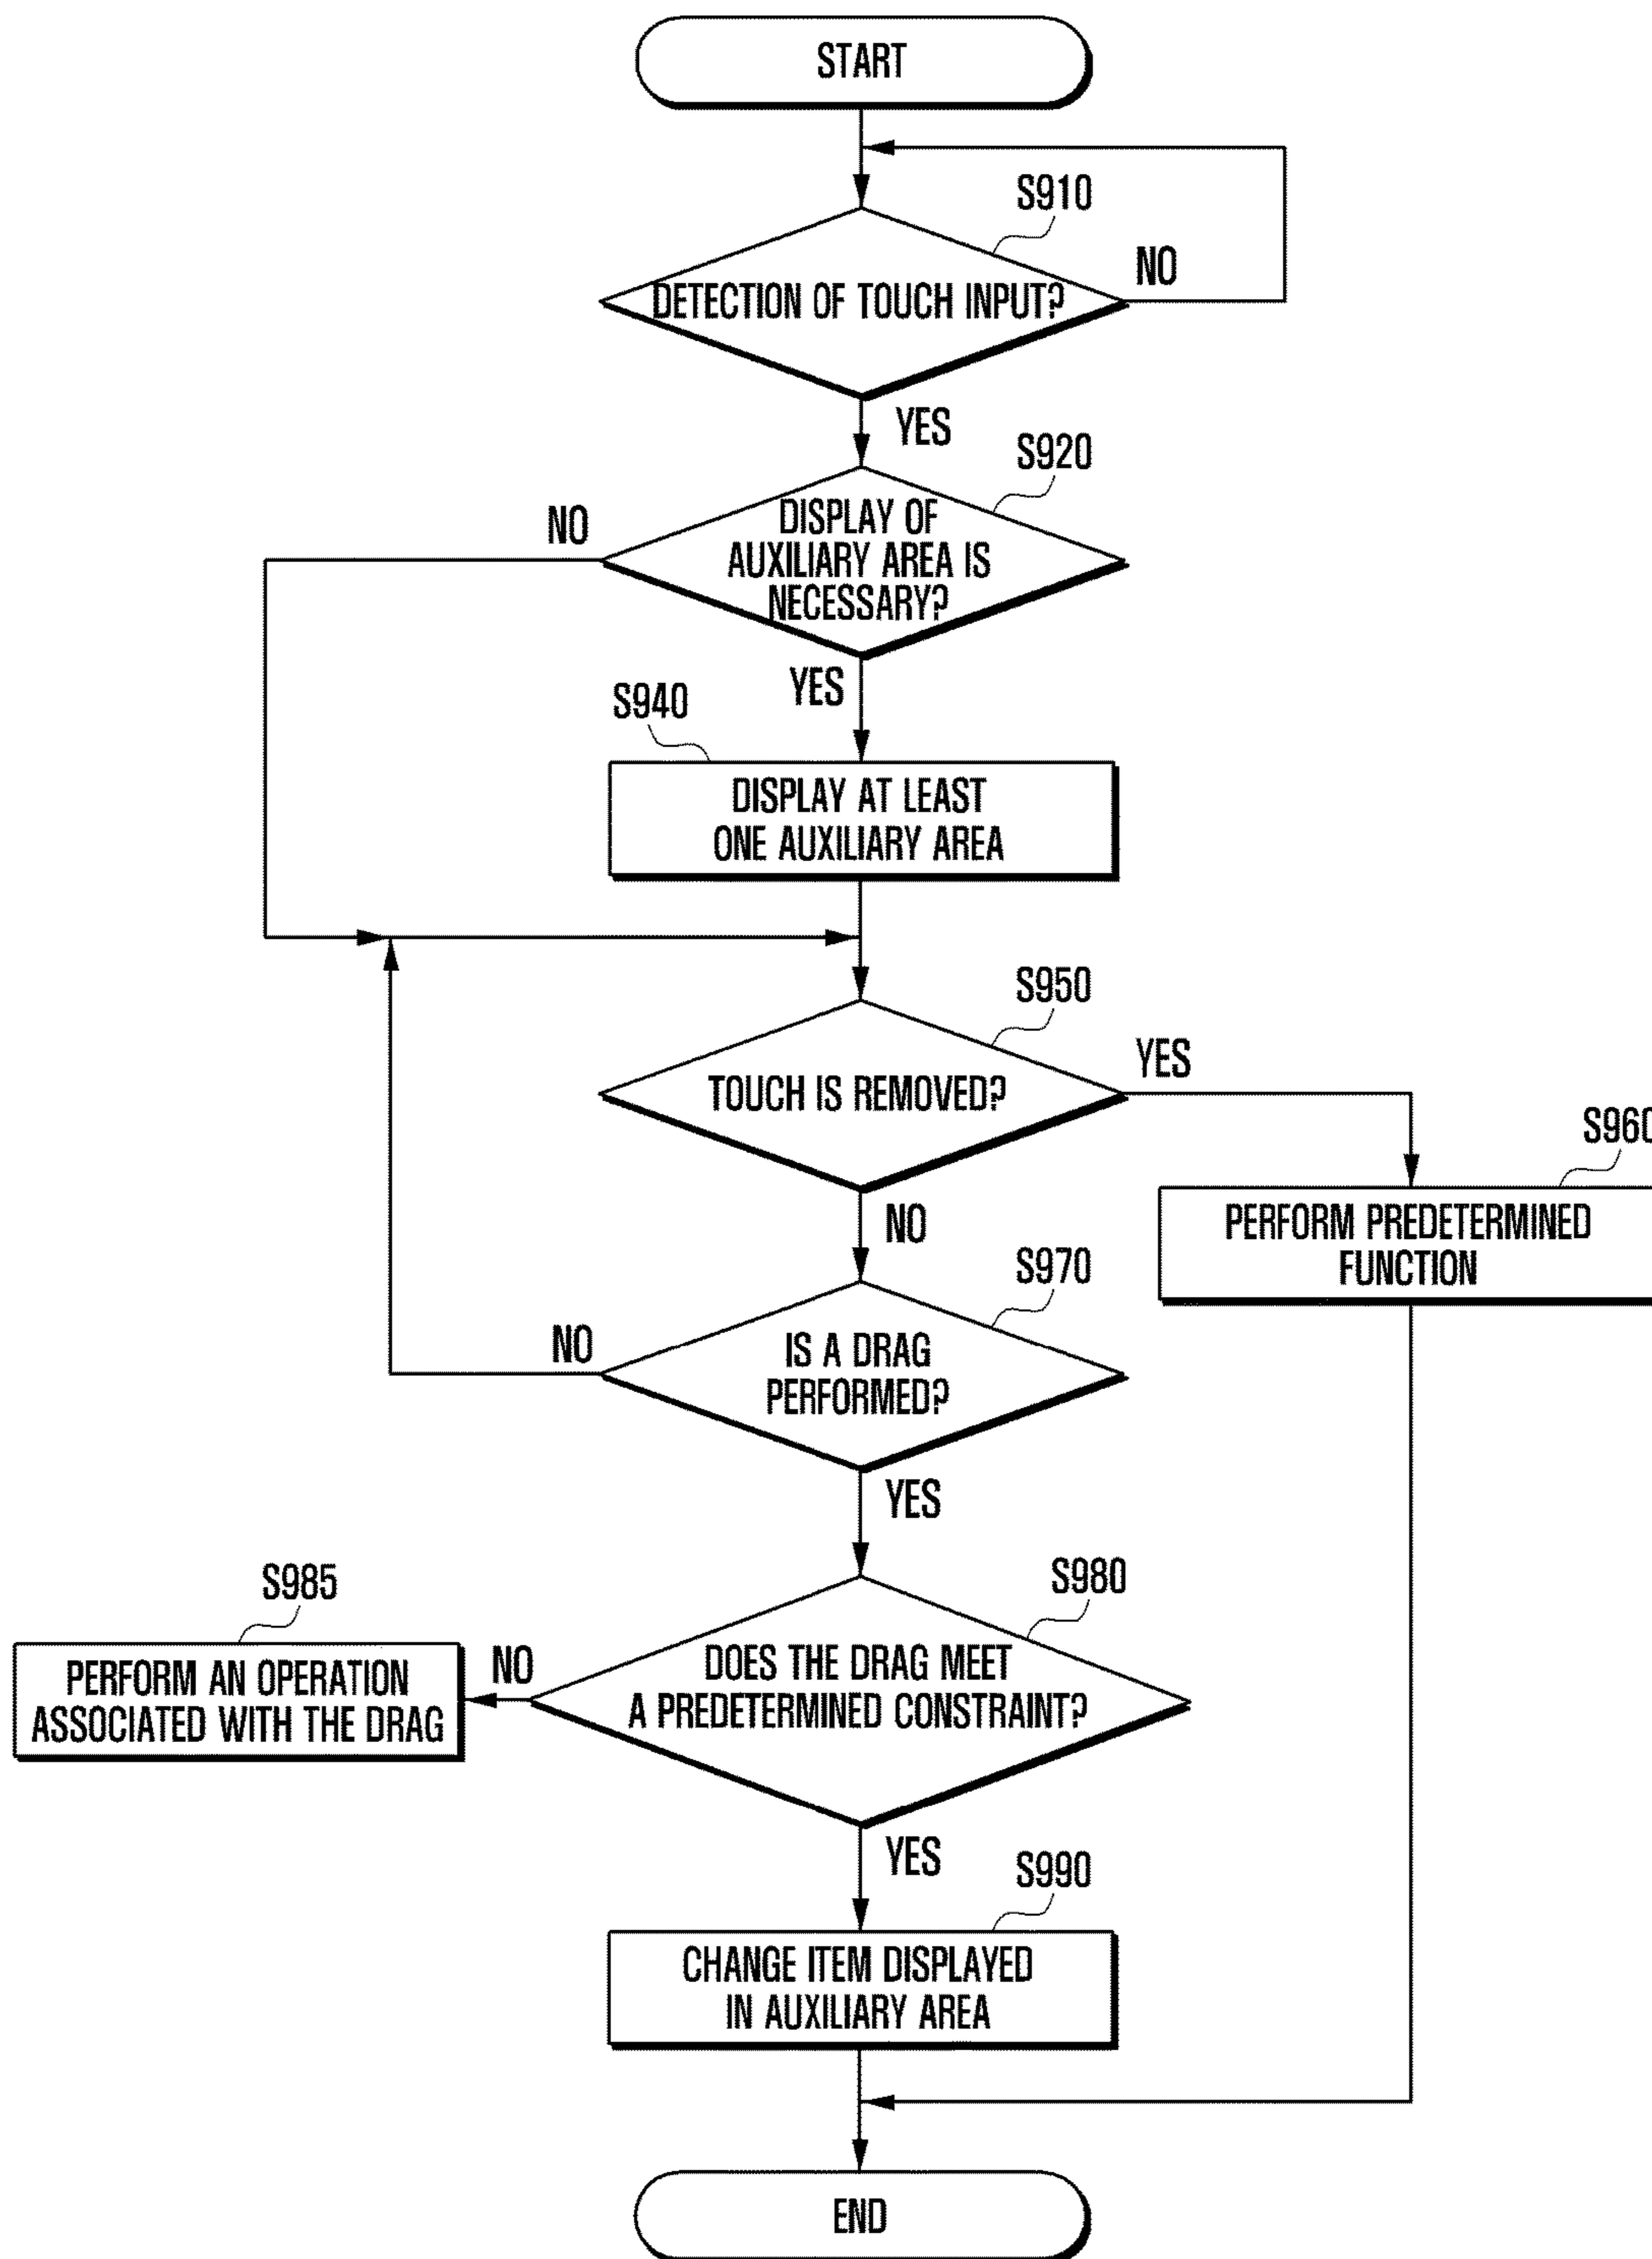 START
S910
DETECTION OF TOUCH INPUT?
NO
YES
S920
DISPLAY OF
AUXILIARY AREA IS
NECESSARY?
NO
YES
S940
DISPLAY AT LEAST
ONE AUXILIARY AREA
S950
TOUCH IS REMOVED?
YES
S960
PERFORM PREDETERMINED
FUNCTION
NO
S970
IS A DRAG
PERFORMED?
NO
YES
S980
DOES THE DRAG MEET
A PREDETERMINED CONSTRAINT?
NO
S985
PERFORM AN OPERATION
ASSOCIATED WITH THE DRAG
YES
S990
CHANGE ITEM DISPLAYED
IN AUXILIARY AREA
END